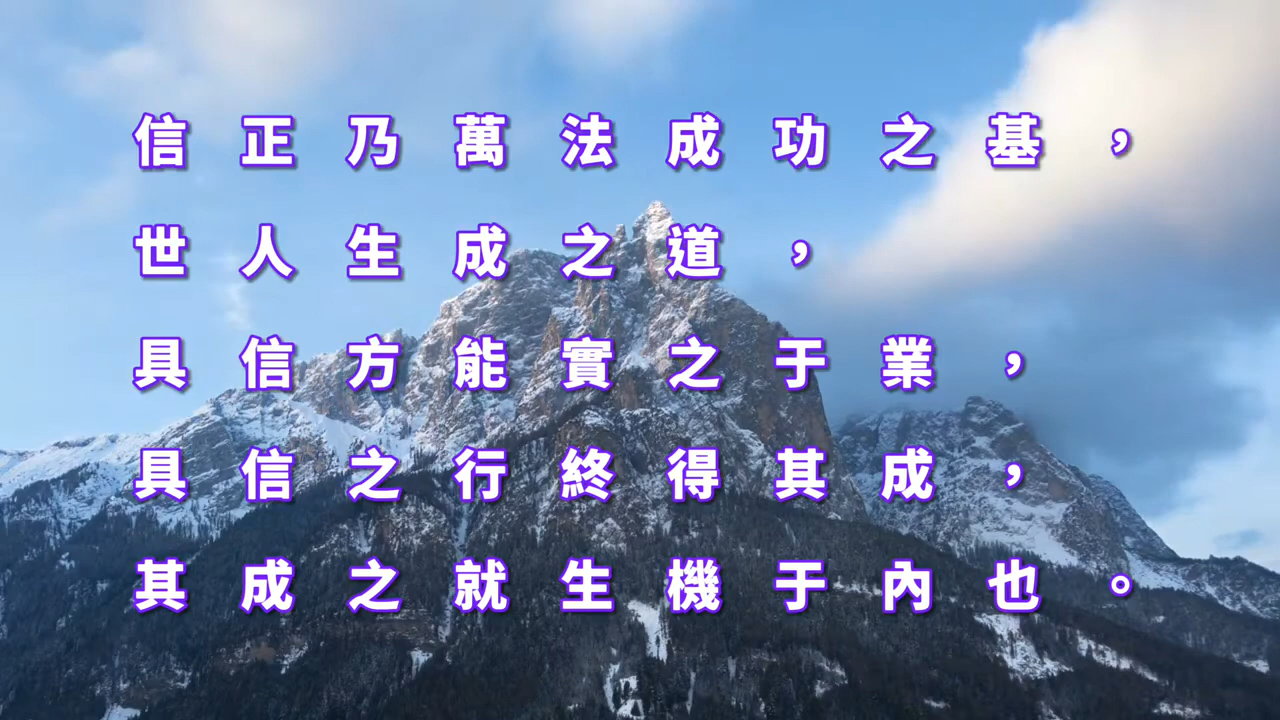 信正乃萬法成功之基，
世人生成之道，
具信方能實之于業，
具信之行終得其成，
其成之就生機于內也。